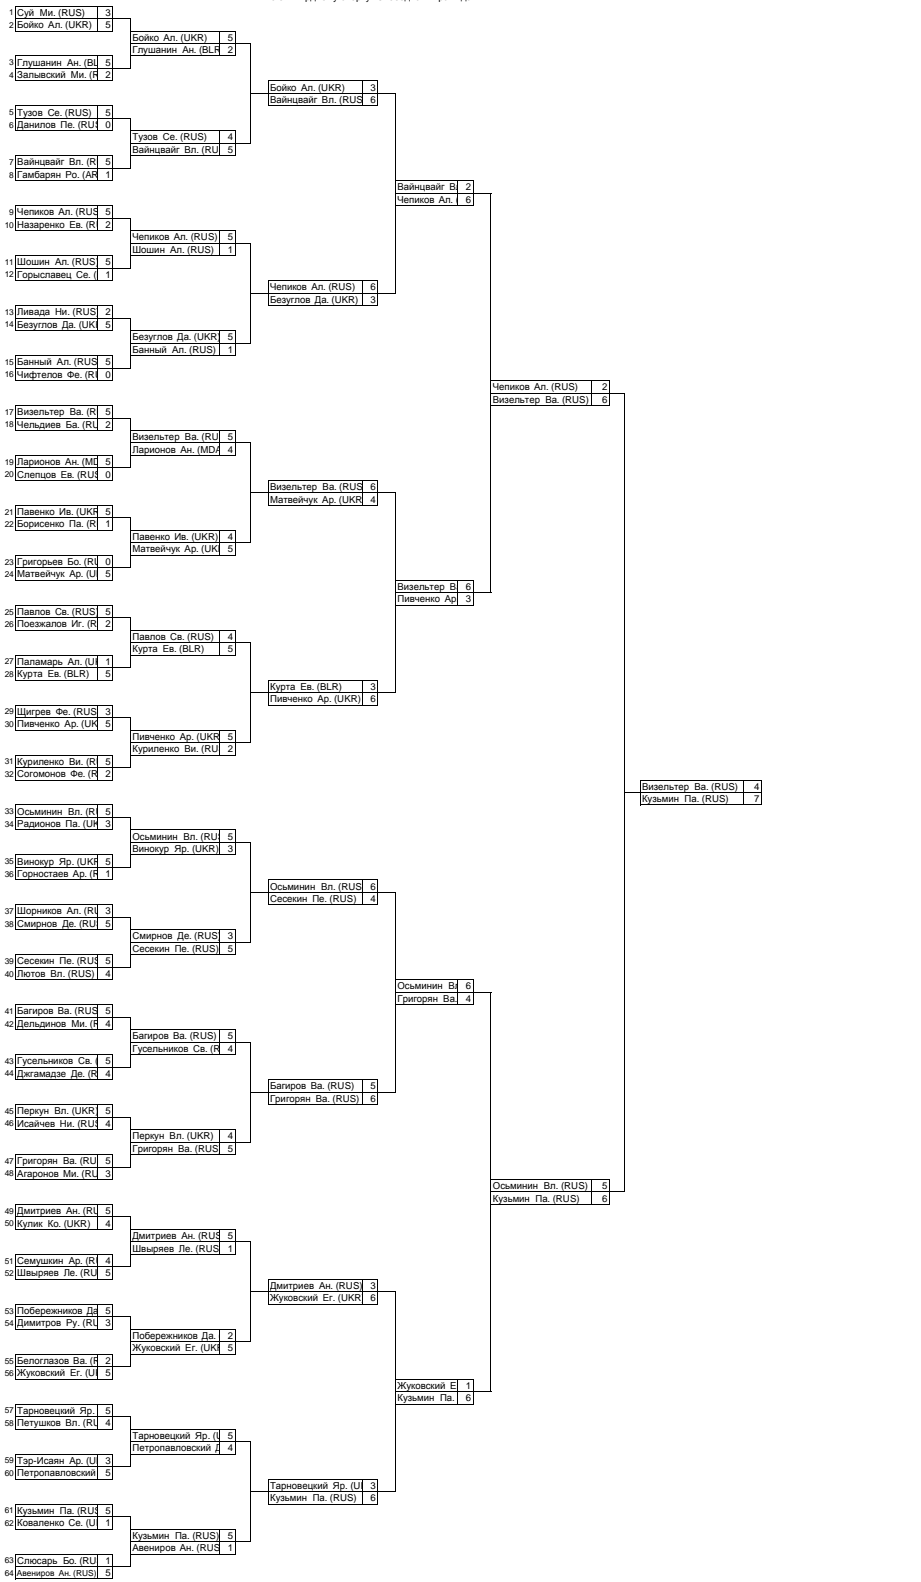 1 Суй Ми. (RUS) 3
2 Бойко Ал. (UKR) 5
3 Глушанин Ан. (BL 5
4 Залывский Ми. (R 2
5 Тузов Се. (RUS) 5
6 Данилов Пе. (RUS 0
7 Вайнцвайг Вл. (R 5
8 Гамбарян Ро. (AR 1
9 Чепиков Ал. (RUS 5
10 Назаренко Ев. (R 2
11 Шошин Ал. (RUS) 5
12 Горыславец Се. ( 1
13 Ливада Ни. (RUS 2
14 Безуглов Да. (UKI 5
15 Банный Ал. (RUS 5
16 Чифтелов Фе. (RU 0
17 Визельтер Ва. (R 5
18 Чельдиев Ба. (RU 2
19 Ларионов Ан. (MD 5
20 Слепцов Ев. (RUS 0
21 Павенко Ив. (UKR 5
22 Борисенко Па. (R 1
23 Григорьев Бо. (RU 0
24 Матвейчук Ар. (U 5
25 Павлов Св. (RUS) 5
26 Поезжалов Иг. (R 2
27 Паламарь Ал. (U 1
28 Курта Ев. (BLR) 5
29 Щигрев Фе. (RUS 3
30 Пивченко Ар. (UK 5
31 Куриленко Ви. (R 5
32 Согомонов Фе. (R 2
33 Осьминин Вл. (R 5
34 Радионов Па. (UK 3
35 Винокур Яр. (UKR 5
36 Горностаев Ар. (R 1
37 Шорников Ал. (RU 3
38 Смирнов Де. (RU 5
39 Сесекин Пе. (RUS 5
40 Лютов Вл. (RUS) 4
41 Багиров Ва. (RUS 5
42 Дельдинов Ми. (R 4
43 Гусельников Св. ( 5
44 Джгамадзе Де. (R 4
45 Перкун Вл. (UKR) 5
46 Исайчев Ни. (RUS 4
47 Григорян Ва. (RU 5
48 Агаронов Ми. (RU 3
49 Дмитриев Ан. (RU 5
50 Кулик Ко. (UKR) 4
51 Семушкин Ар. (R 4
52 Швыряев Ле. (RU 5
53 Побережников Да 5
54 Димитров Ру. (RU 3
55 Белоглазов Ва. (R 2
56 Жуковский Ег. (U 5
57 Тарновецкий Яр. 5
58 Петушков Вл. (RU 4
59 Тэр-Исаян Ар. (U 3
60 Петропавловский 5
61 Кузьмин Па. (RUS 5
62 Коваленко Се. (U 1
63 Слюсарь Бо. (RU 1
64 Авениров Ан. (RUS) 5
Бойко Ал. (UKR) 5
Глушанин Ан. (BLR 2
Тузов Се. (RUS) 4
Вайнцвайг Вл. (RU 5
Чепиков Ал. (RUS) 5
Шошин Ал. (RUS) 1
Безуглов Да. (UKR) 5
Банный Ал. (RUS) 1
Визельтер Ва. (RU 5
Ларионов Ан. (MDA 4
Павенко Ив. (UKR) 4
Матвейчук Ар. (UKI 5
Павлов Св. (RUS) 4
Курта Ев. (BLR) 5
Пивченко Ар. (UKR 5
Куриленко Ви. (RU 2
Осьминин Вл. (RUS 5
Винокур Яр. (UKR) 3
Смирнов Де. (RUS 3
Сесекин Пе. (RUS) 5
Багиров Ва. (RUS) 5
Гусельников Св. (R 4
Перкун Вл. (UKR) 4
Григорян Ва. (RUS 5
Дмитриев Ан. (RUS 5
Швыряев Ле. (RUS 1
Побережников Да. 2
Жуковский Ег. (UKR 5
Тарновецкий Яр. (U 5
Петропавловский Д 4
Кузьмин Па. (RUS) 5
Авениров Ан. (RUS 1
Бойко Ал. (UKR) 3
Вайнцвайг Вл. (RUS 6
Чепиков Ал. (RUS) 6
Безуглов Да. (UKR) 3
Визельтер Ва. (RUS 6
Матвейчук Ар. (UKR 4
Курта Ев. (BLR) 3
Пивченко Ар. (UKR) 6
Осьминин Вл. (RUS 6
Сесекин Пе. (RUS) 4
Багиров Ва. (RUS) 5
Григорян Ва. (RUS) 6
Дмитриев Ан. (RUS) 3
Жуковский Ег. (UKR 6
Тарновецкий Яр. (U 3
Кузьмин Па. (RUS) 6
Вайнцвайг В 2
Чепиков Ал. ( 6
Визельтер В 6
Пивченко Ар 3
Осьминин Вл 6
Григорян Ва. 4
Жуковский Е 1
Кузьмин Па. 6
Чепиков Ал. (RUS) 2
Визельтер Ва. (RUS) 6
Осьминин Вл. (RUS) 5
Кузьмин Па. (RUS) 6
Визельтер Ва. (RUS) 4
Кузьмин Па. (RUS) 7